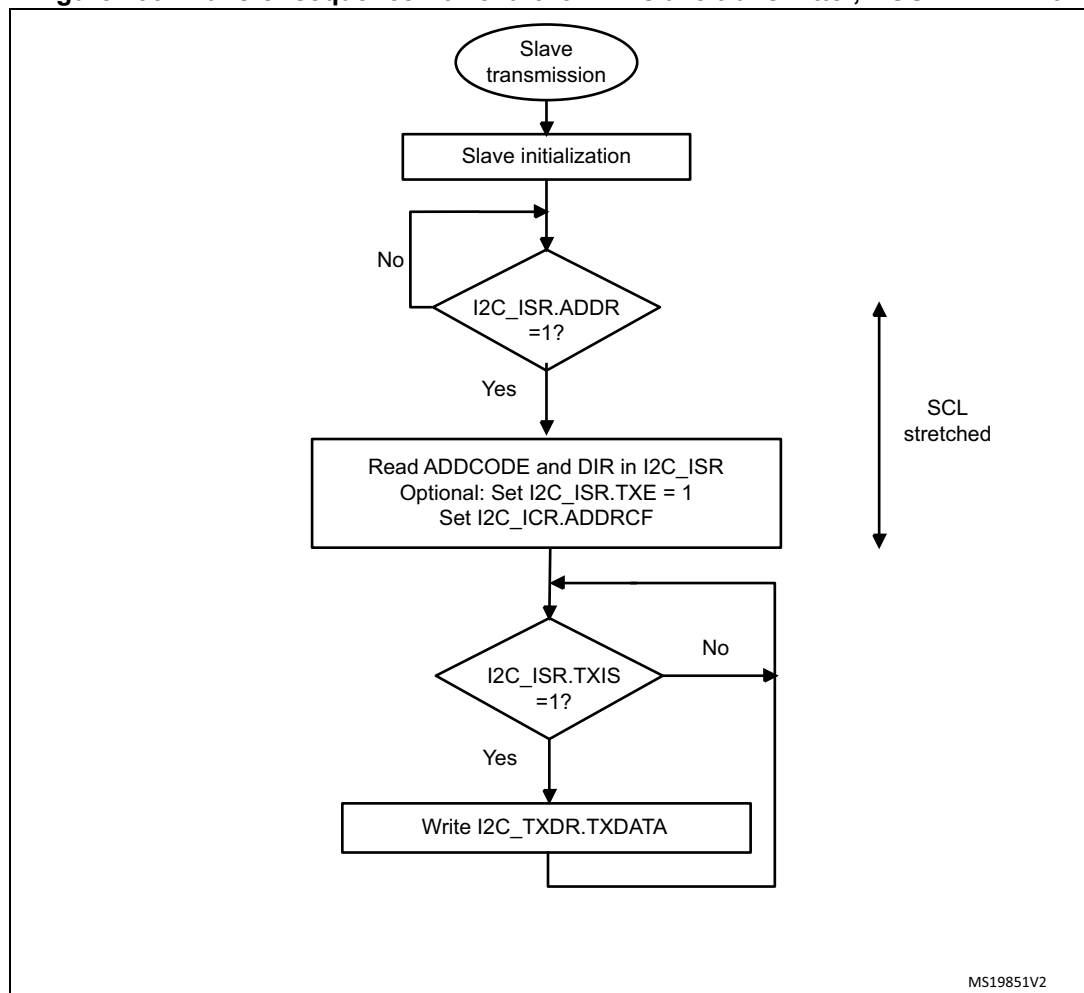 Slave
transmission
Slave initialization
No
I2C_ISR.ADDR
=1?
Yes
SCL
stretched
Read ADDCODE and DIR in I2C_ISR
Optional: Set I2C_ISR.TXE = 1
Set I2C_ICR.ADDRCF
I2C_ISR.TXIS
=1?
No
Yes
Write I2C_TXDR.TXDATA
MS19851V2